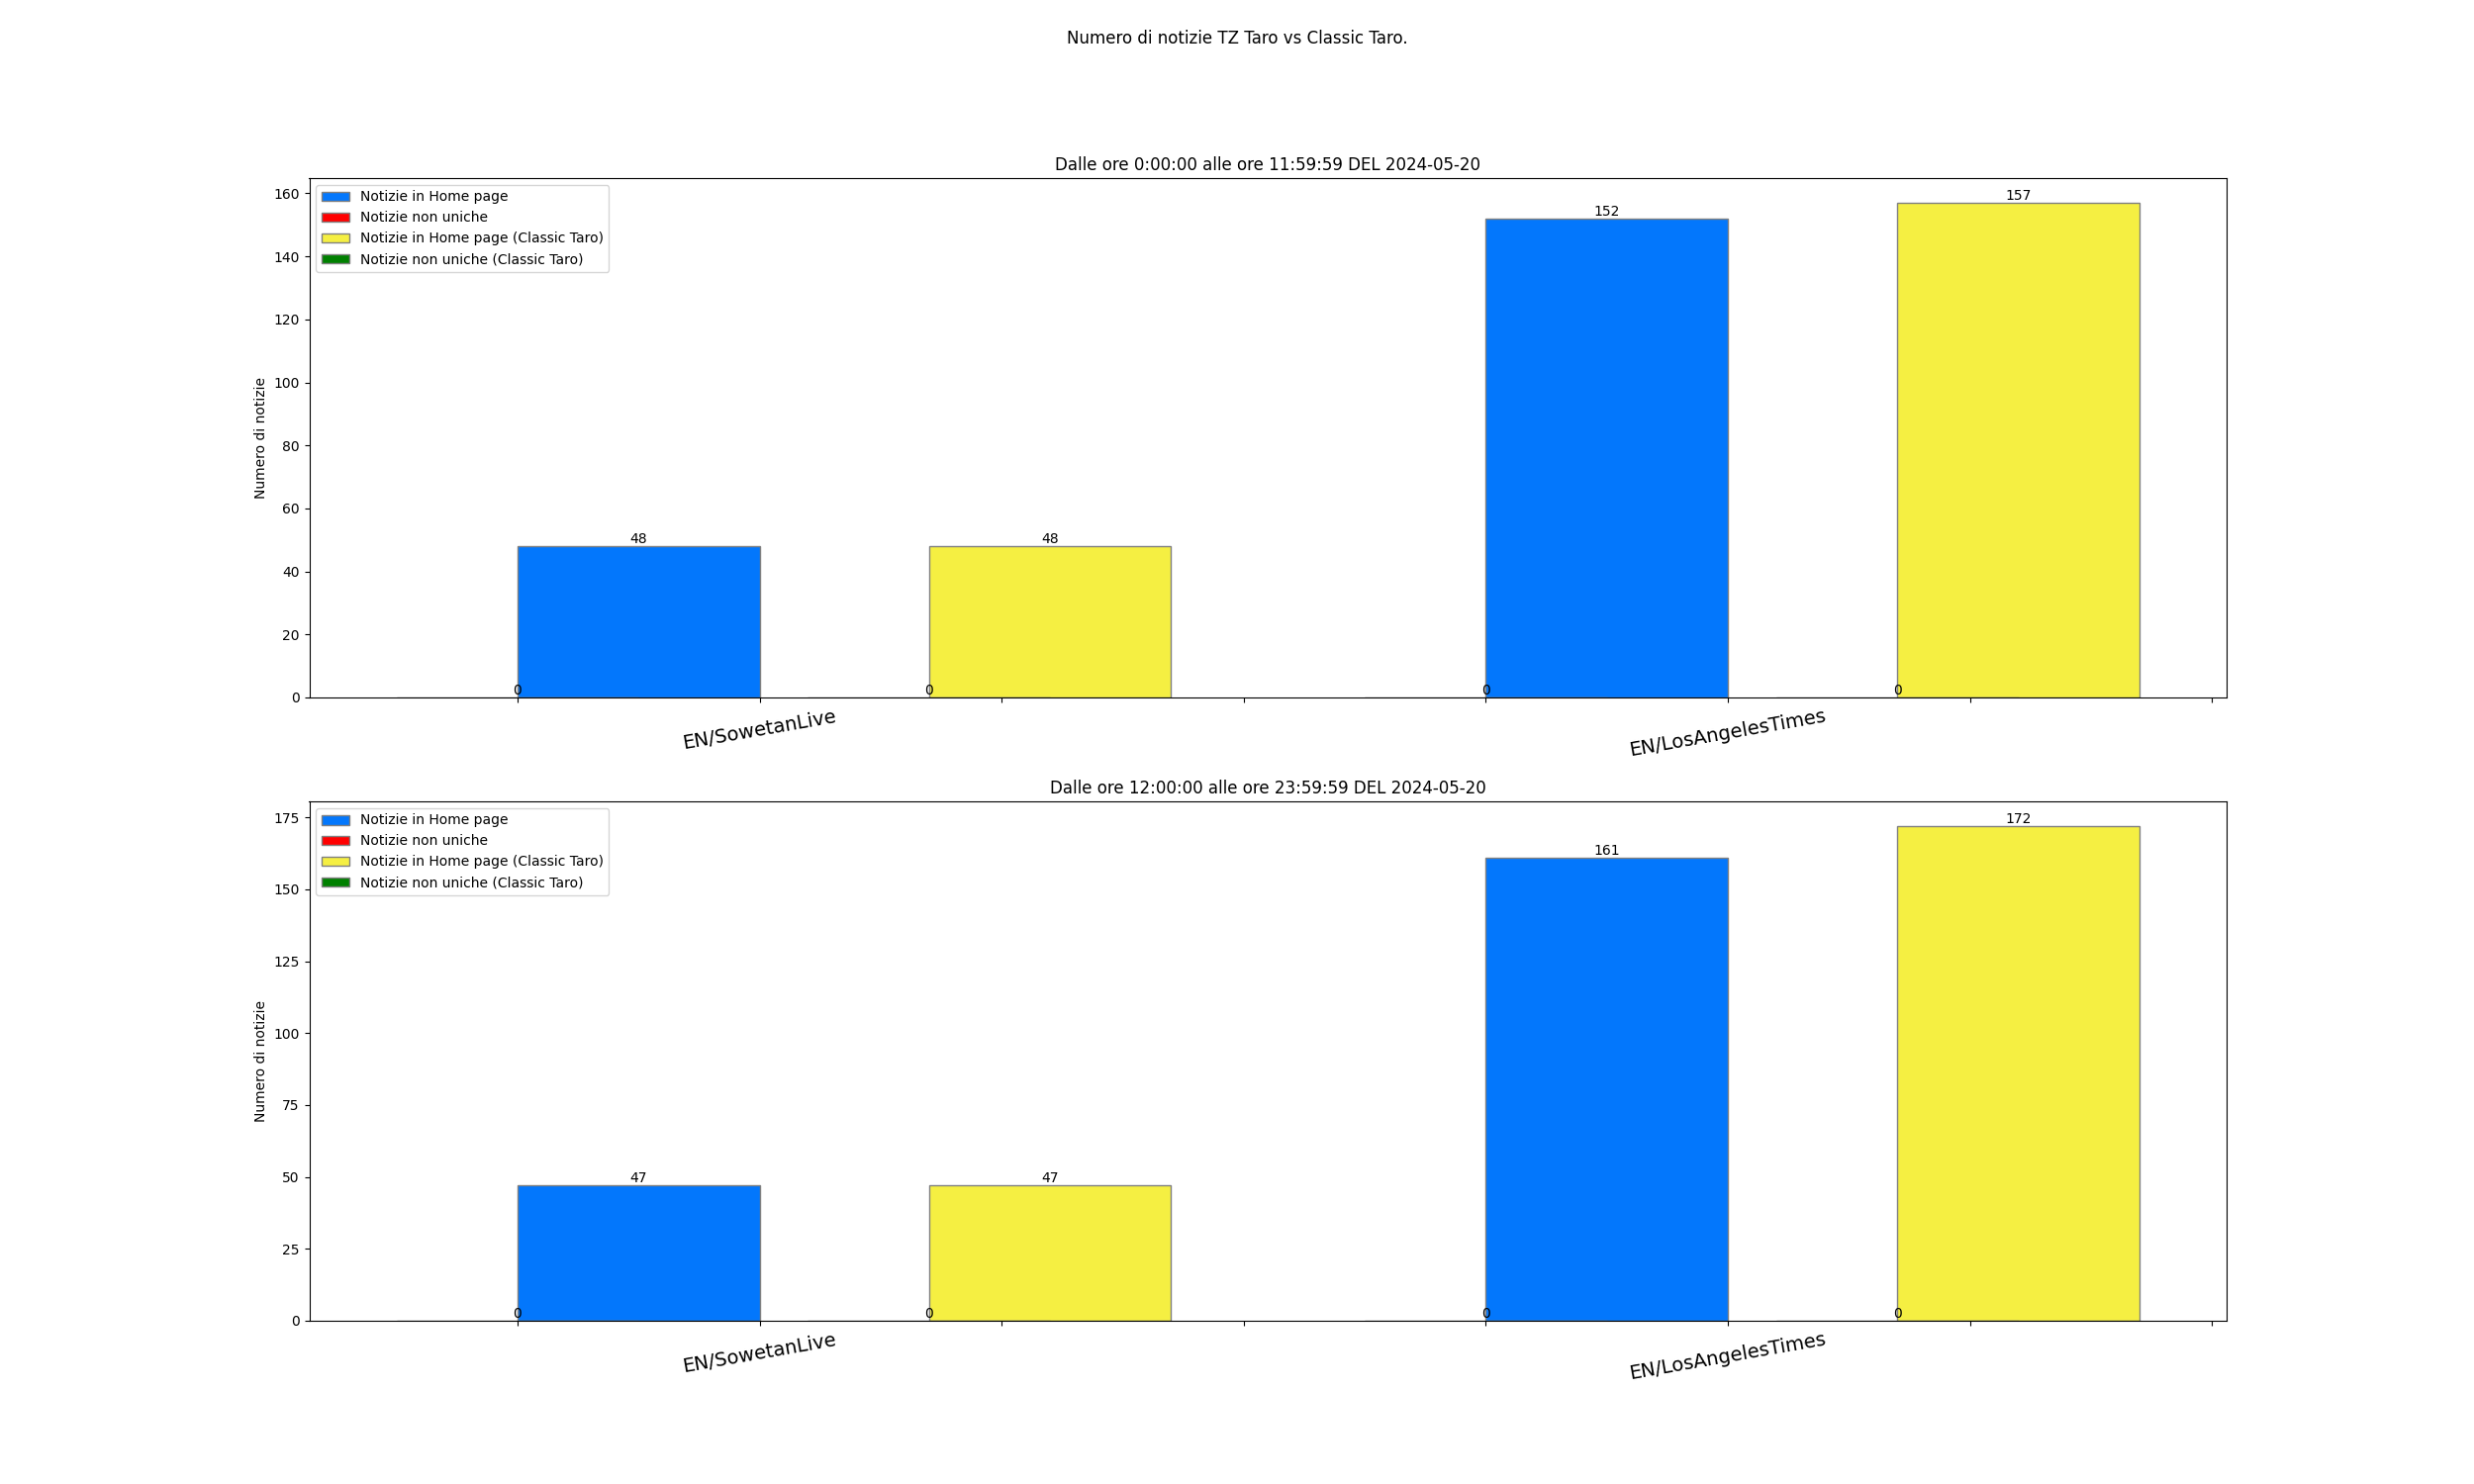 Numero di notizie TZ Taro vs Classic Taro.
Dalle ore 0:00:00 alle ore 11:59:59 DEL 2024-05-20
Notizie in Home page
Notizie non uniche
Notizie in Home page (Classic Taro)
Notizie non uniche (Classic Taro)
Numero di notizie
160
140
120
100
80
60
40
20
0
48
48
152
157
0
0
0
0
EN/SowetanLive
EN/LosAngelesTimes
Dalle ore 12:00:00 alle ore 23:59:59 DEL 2024-05-20
Notizie in Home page
Notizie non uniche
Notizie in Home page (Classic Taro)
Notizie non uniche (Classic Taro)
Numero di notizie
175
150
125
100
75
50
25
0
47
47
161
172
0
0
0
0
EN/SowetanLive
EN/LosAngelesTimes